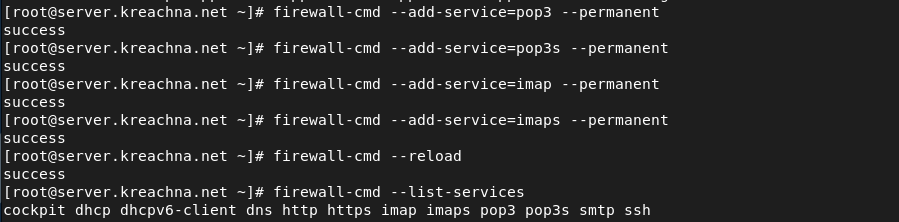 [root@server.kreachna.net ~]# firewall-cmd --add-service=pop3 --permanent
success
[root@server.kreachna.net ~]# firewall-cmd --add-service=pop3s --permanent
success
[root@server.kreachna.net ~]# firewall-cmd --add-service=imap --permanent
success
[root@server.kreachna.net ~]# firewall-cmd --add-service=imaps --permanent
success
[root@server.kreachna.net ~]# firewall-cmd --reload
success
[root@server.kreachna.net ~]# firewall-cmd --list-services
cockpit dhcp dhcpv6-client dns http https imap imaps pop3 pop3s smtp ssh